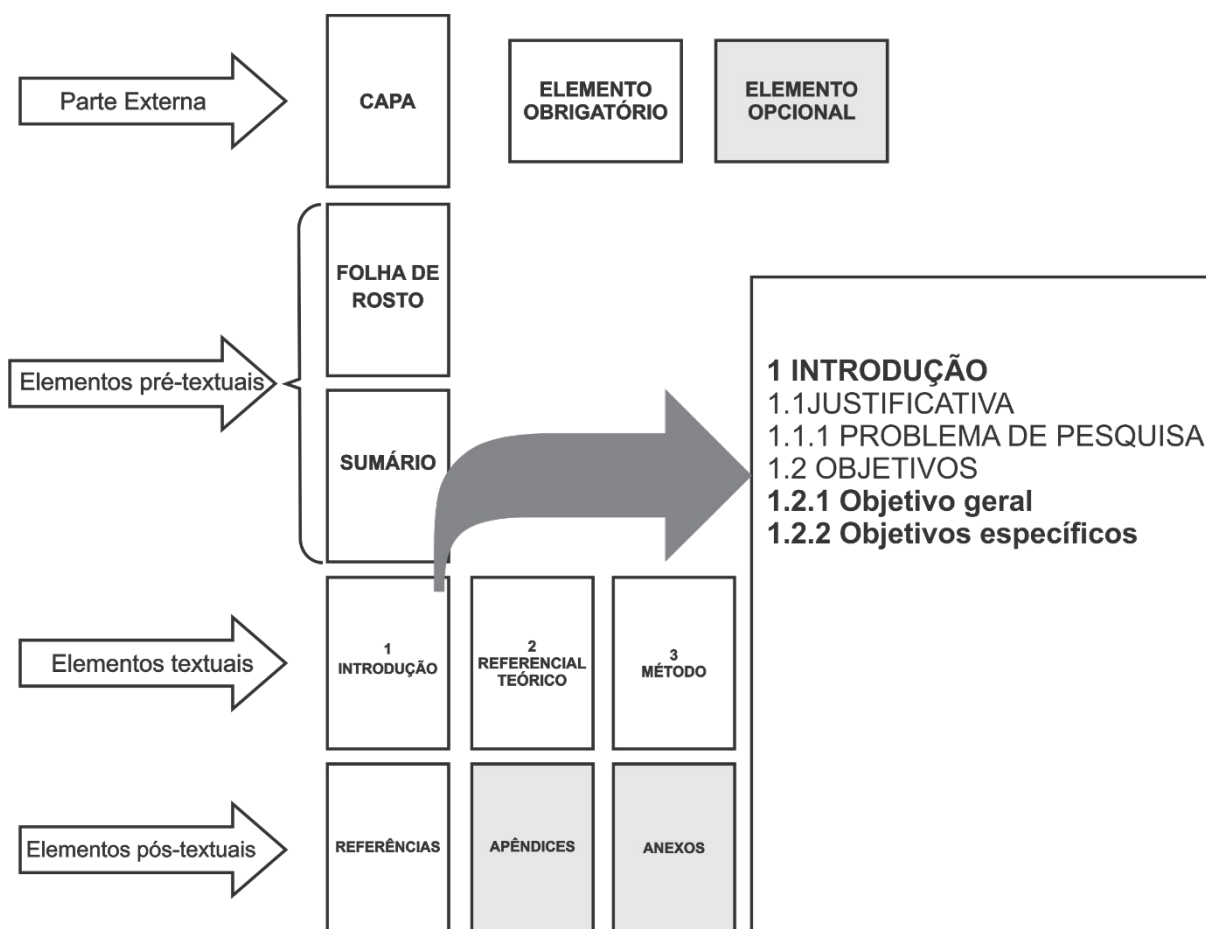 Parte Externa
CAPA
ELEMENTO
OBRIGATÓRIO
ELEMENTO
OPCIONAL
Elementos pré-textuais
FOLHA DE
ROSTO
SUMÁRIO
1 INTRODUÇÃO
1.1JUSTIFICATIVA
1.1.1 PROBLEMA DE PESQUISA
1.2 OBJETIVOS
1.2.1 Objetivo geral
1.2.2 Objetivos específicos
Elementos textuais
1
INTRODUÇÃO
2
REFERENCIAL
TEÓRICO
3
MÉTODO
Elementos pós-textuais
REFERÊNCIAS
APÊNDICES
ANEXOS